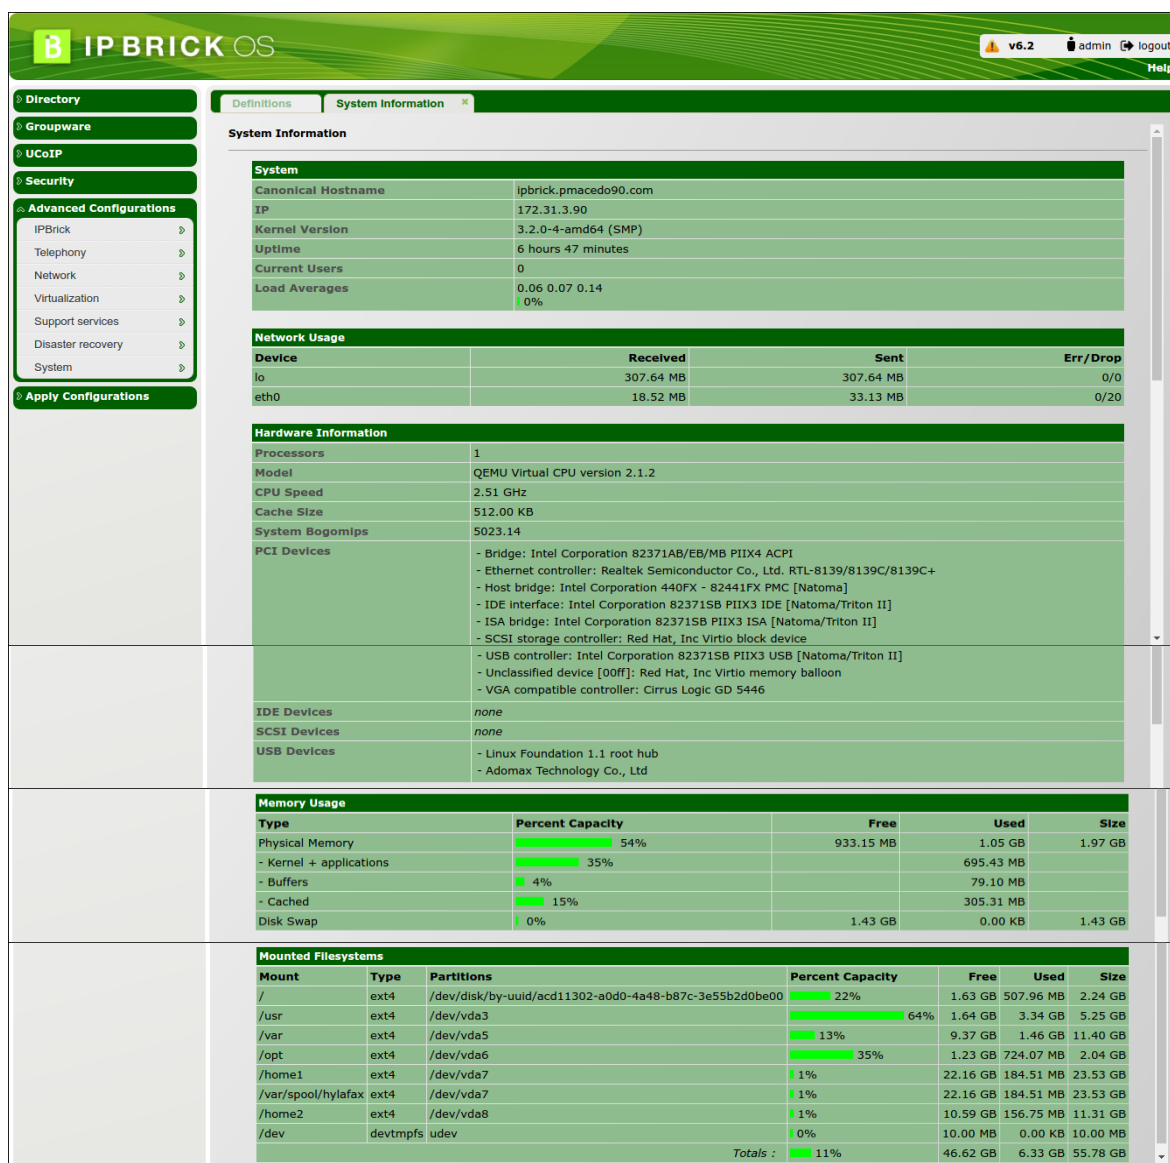 IPBRICK OS
v6.2 admin logout
Help
Directory
Groupware
UCoIP
Security
Advanced Configurations
IPBrick
Telephony
Network
Virtualization
Support services
Disaster recovery
System
Apply Configurations
Definitions System Information
System Information
System
Canonical Hostname ipbrick.pmacedo90.com
IP 172.31.3.90
Kernel Version 3.2.0-4-amd64 (SMP)
Uptime 6 hours 47 minutes
Current Users 0
Load Averages 0.06 0.07 0.14
0%
Network Usage
Device Received Sent Err/Drop
lo 307.64 MB 307.64 MB 0/0
eth0 18.52 MB 33.13 MB 0/20
Hardware Information
Processors 1
Model QEMU Virtual CPU version 2.1.2
CPU Speed 2.51 GHz
Cache Size 512.00 KB
System Bogomips 5023.14
PCI Devices
- Bridge: Intel Corporation 82371AB/EB/MB PIIX4 ACPI
- Ethernet controller: Realtek Semiconductor Co., Ltd. RTL-8139/8139C/8139C+
- Host bridge: Intel Corporation 440FX - 82441FX PMC [Natoma]
- IDE interface: Intel Corporation 82371SB PIIX3 IDE [Natoma/Triton II]
- ISA bridge: Intel Corporation 82371SB PIIX3 ISA [Natoma/Triton II]
- SCSI storage controller: Red Hat, Inc Virtio block device
- USB controller: Intel Corporation 82371SB PIIX3 USB [Natoma/Triton II]
- Unclassified device [00ff]: Red Hat, Inc Virtio memory balloon
- VGA compatible controller: Cirrus Logic GD 5446
IDE Devices none
SCSI Devices none
USB Devices
- Linux Foundation 1.1 root hub
- Adomax Technology Co., Ltd
Memory Usage
Type Percent Capacity Free Used Size
Physical Memory 54% 933.15 MB 1.05 GB 1.97 GB
- Kernel + applications 35% 695.43 MB
- Buffers 4% 79.10 MB
- Cached 15% 305.31 MB
Disk Swap 0% 1.43 GB 0.00 KB 1.43 GB
Mounted Filesystems
Mount Type Partitions Percent Capacity Free Used Size
/ ext4 /dev/disk/by-uuid/acd11302-a0d0-4a48-b87c-3e55b2d0be00 22% 1.63 GB 507.96 MB 2.24 GB
/usr ext4 /dev/vda3 64% 1.64 GB 3.34 GB 5.25 GB
/var ext4 /dev/vda5 13% 9.37 GB 1.46 GB 11.40 GB
/opt ext4 /dev/vda6 35% 1.23 GB 724.07 MB 2.04 GB
/home1 ext4 /dev/vda7 1% 22.16 GB 184.51 MB 23.53 GB
/var/spool/hylafax ext4 /dev/vda7 1% 22.16 GB 184.51 MB 23.53 GB
/home2 ext4 /dev/vda8 1% 10.59 GB 156.75 MB 11.31 GB
/dev devtmpfs udev 0% 10.00 MB 0.00 KB 10.00 MB
Totals : 11% 46.62 GB 6.33 GB 55.78 GB